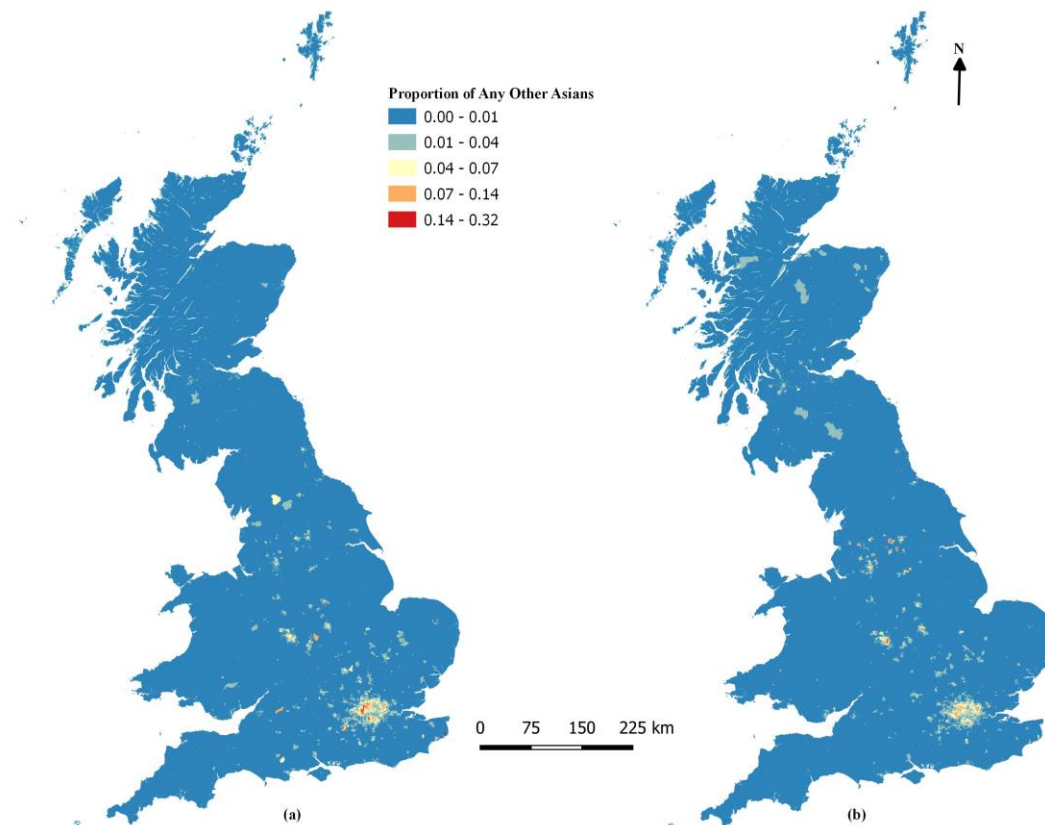 N
Proportion of Any Other Asians
0.00 - 0.01
0.01 - 0.04
0.04 - 0.07
0.07 - 0.14
0.14 - 0.32
0 75 150 225 km
(a)
(b)